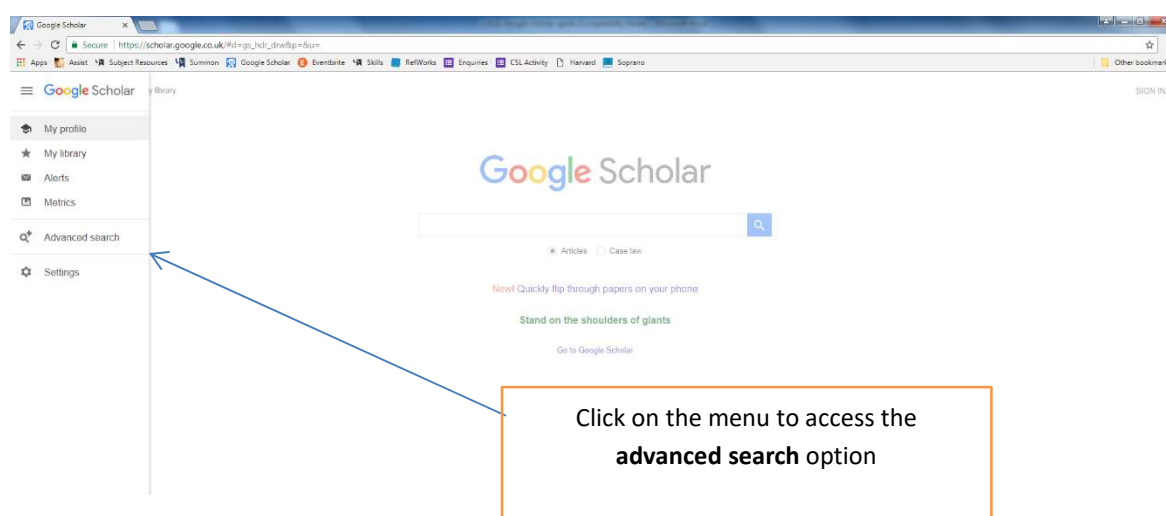 Google Scholar
Secure | https://scholar.google.co.uk/#d=gs_hdr_drw&p=&u=
Apps Assist Subject Resources Summon Google Scholar Eventbrite Skills RefWorks Enquiries CSL Activity Harvard Soprano Other bookmark
Google Scholar y library SIGN IN
My profile
My library
Alerts
Metrics
Advanced search
Settings
Google Scholar
Articles Case law
New! Quickly flip through papers on your phone
Stand on the shoulders of giants
Go to Google Scholar
Click on the menu to access the
advanced search option